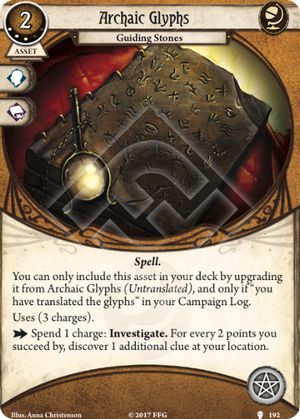 2
Archaic Glyphs
ASSET
Guiding Stones
Spell.
You can only include this asset in your deck by upgrading
it from Archaic Glyphs (Untranslated), and only if "you
have translated the glyphs" in your Campaign Log.
Uses (3 charges).
Spend 1 charge: Investigate. For every 2 points you
succeed by, discover 1 additional clue at your location.
Illus. Anna Christenson © 2017 FFG 192